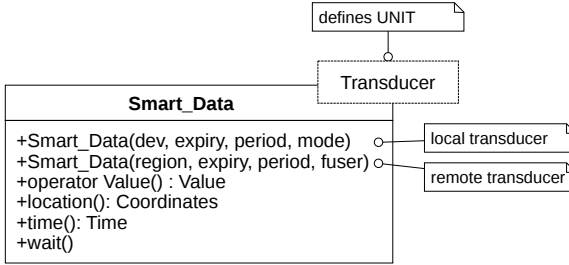 defines UNIT
Transducer
Smart_Data
+Smart_Data(dev, expiry, period, mode)
local transducer
+Smart_Data(region, expiry, period, fuser)
remote transducer
+operator Value() : Value
+location(): Coordinates
+time(): Time
+wait()